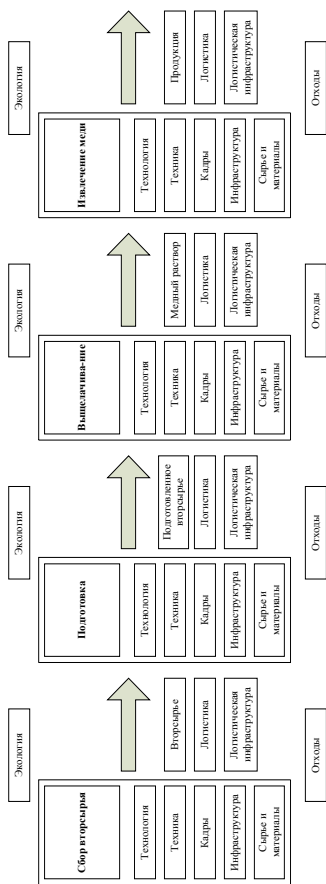 Экология
Сбор вторсырья
Технология
Техника
Кадры
Инфраструктура
Сырье и
материалы
Вторсырье
Логистика
Логистическая
инфраструктура
Отходы
Экология
Подготовка
Технология
Техника
Кадры
Инфраструктура
Сырье и
материалы
Подготовленное
вторсырье
Логистика
Логистическая
инфраструктура
Отходы
Экология
Выщелачива-ние
Технология
Техника
Кадры
Инфраструктура
Сырье и
материалы
Медный раствор
Логистика
Логистическая
инфраструктура
Отходы
Экология
Извлечение меди
Технология
Техника
Кадры
Инфраструктура
Сырье и
материалы
Продукция
Логистика
Логистическая
инфраструктура
Отходы